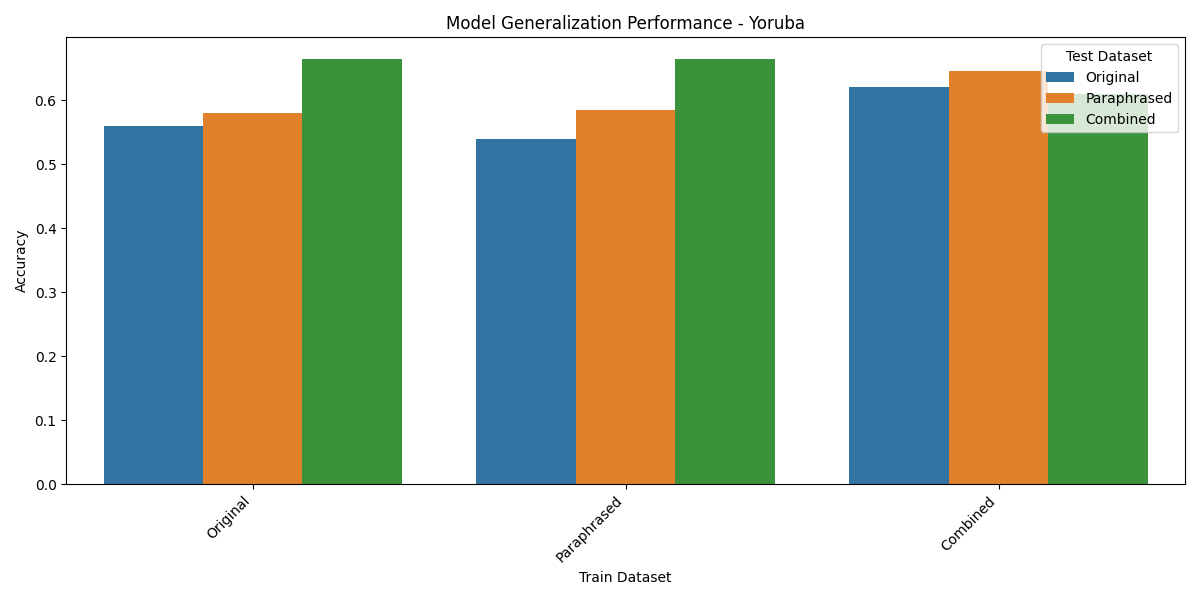 Model Generalization Performance - Yoruba
Test Dataset
Original
Paraphrased
Combined
Accuracy
0.6
0.5
0.4
0.3
0.2
0.1
0.0
Original
Paraphrased
Combined
Train Dataset